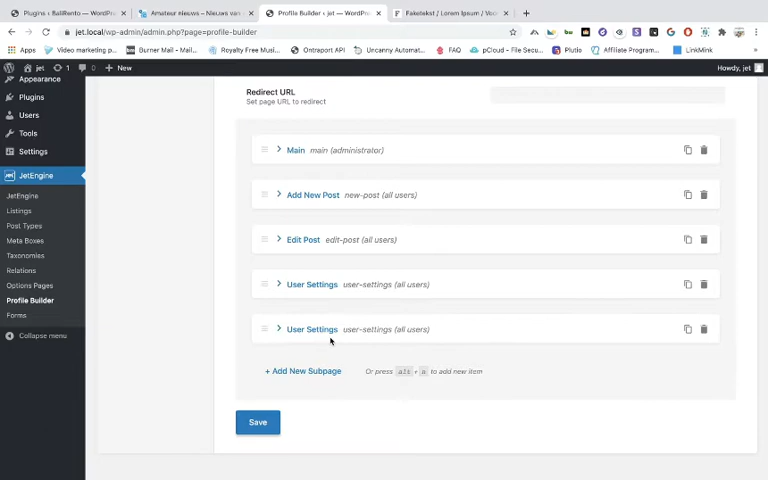 Plugins ‹ BallRento — WordPr
Amateur nieuws – Nieuws van
Profile Builder ‹ jet — WordPre
Faketekst / Lorem Ipsum / Voo
jet.local/wp-admin/admin.php?page=profile-builder
Apps
Video marketing p...
Burner Mail - Mail...
Royalty Free Musi...
Ontraport API
Uncanny Automat...
FAQ
pCloud - File Secu...
Plutio
Affiliate Program...
LinkMink
jet
1
0
+ New
Howdy, jet
Appearance
Plugins
Users
Tools
Settings
JetEngine
JetEngine
Listings
Post Types
Meta Boxes
Taxonomies
Relations
Options Pages
Profile Builder
Forms
Collapse menu
Redirect URL
Set page URL to redirect
Main main (administrator)
Add New Post new-post (all users)
Edit Post edit-post (all users)
User Settings user-settings (all users)
User Settings user-settings (all users)
+ Add New Subpage Or press alt + n to add new item
Save